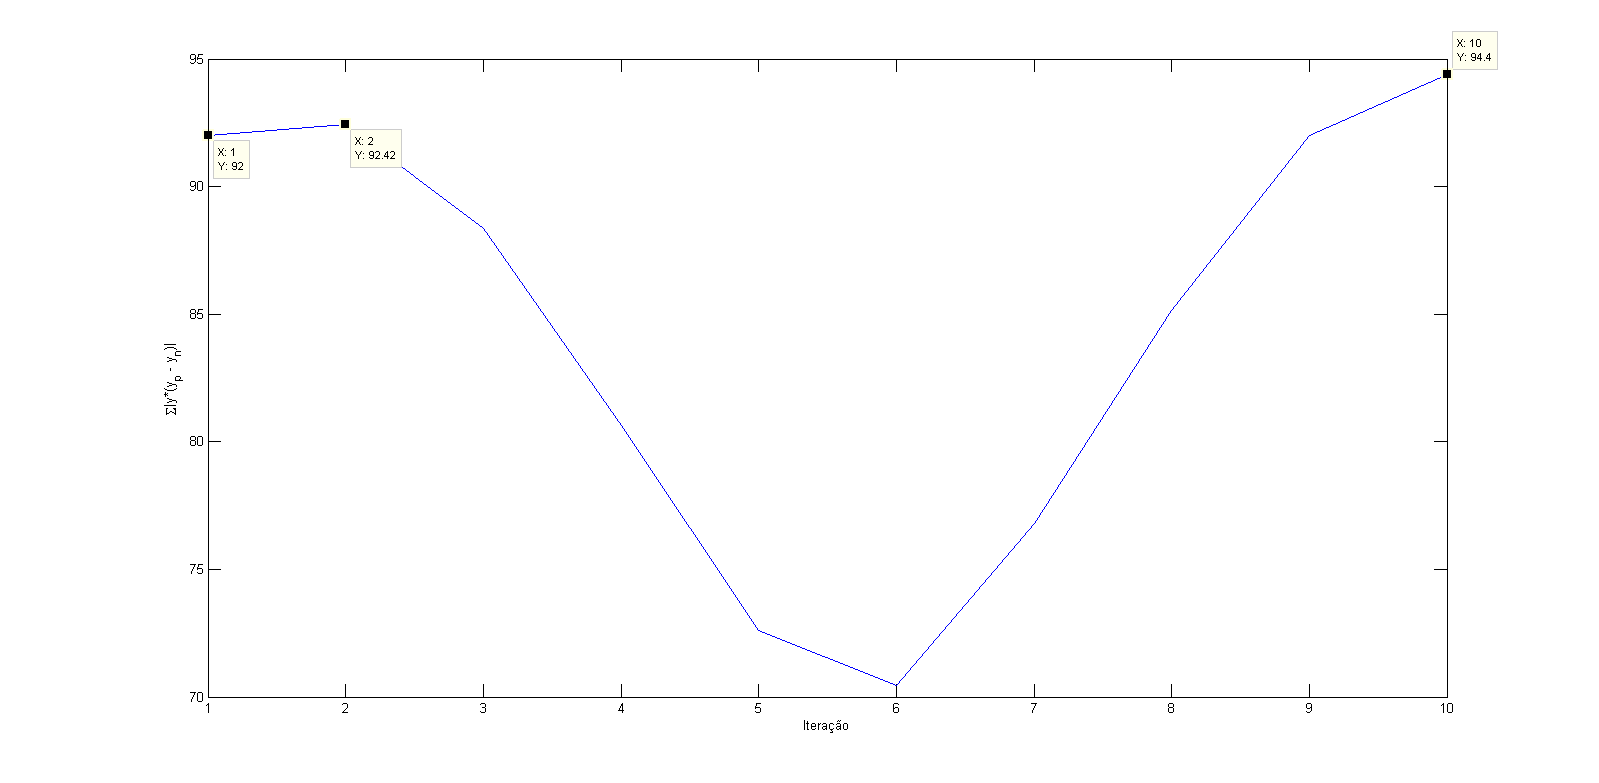 X: 10
Y: 94.4
95
X: 2
Y: 92.42
X: 1
Y: 92
90
85
80
75
70
Σ|y*(yp - yn)|
1 2 3 4 5 6 7 8 9 10
Iteração